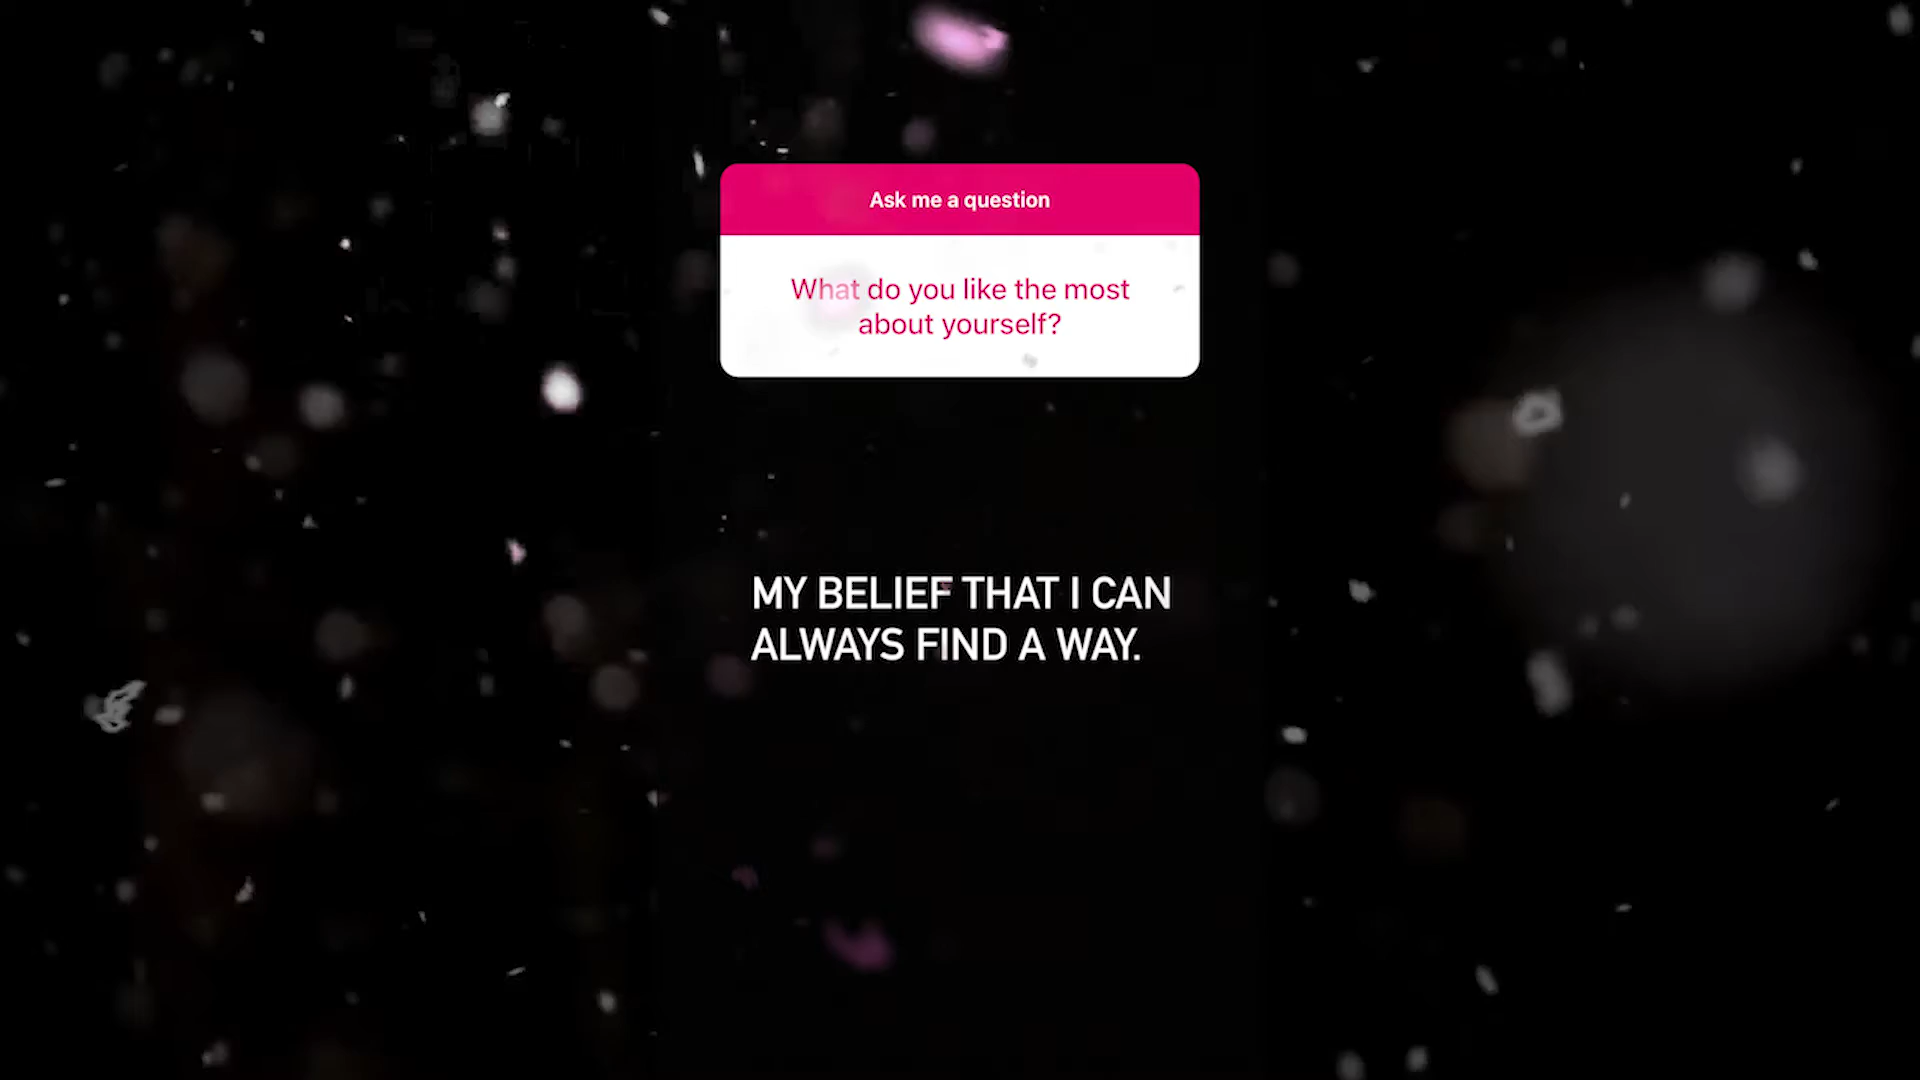 Ask me a question
What do you like the most
about yourself?
MY BELIEF THAT I CAN
ALWAYS FIND A WAY.